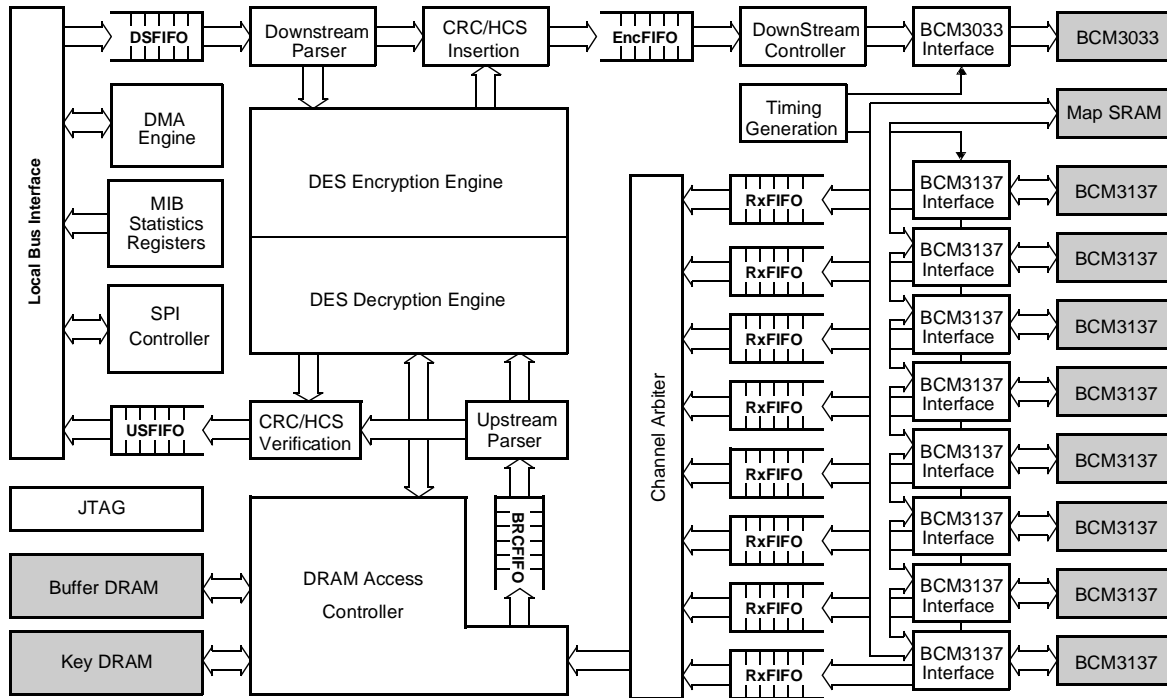 DSFIFO
Downstream
Parser
CRC/HCS
Insertion
EncFIFO
DownStream
Controller
BCM3033
Interface
BCM3033
Local Bus Interface
DMA
Engine
MIB
Statistics
Registers
SPI
Controller
USFIFO
DES Encryption Engine
DES Decryption Engine
CRC/HCS
Verification
Upstream
Parser
BRCFIFO
JTAG
Buffer DRAM
Key DRAM
DRAM Access
Controller
Channel Arbiter
Timing
Generation
Map SRAM
RxFIFO
BCM3137
Interface
BCM3137
RxFIFO
BCM3137
Interface
BCM3137
RxFIFO
BCM3137
Interface
BCM3137
RxFIFO
BCM3137
Interface
BCM3137
RxFIFO
BCM3137
Interface
BCM3137
RxFIFO
BCM3137
Interface
BCM3137
RxFIFO
BCM3137
Interface
BCM3137
RxFIFO
BCM3137
Interface
BCM3137